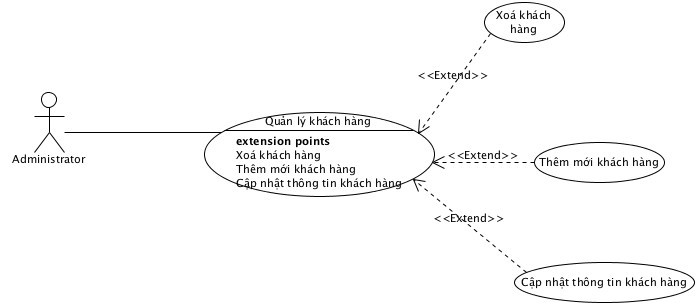 Xoá khách
hàng
<<Extend>>
Quản lý khách hàng
extension points
Xoá khách hàng
Thêm mới khách hàng
Cập nhật thông tin khách hàng
Administrator
<<Extend>>
Thêm mới khách hàng
<<Extend>>
Cập nhật thông tin khách hàng